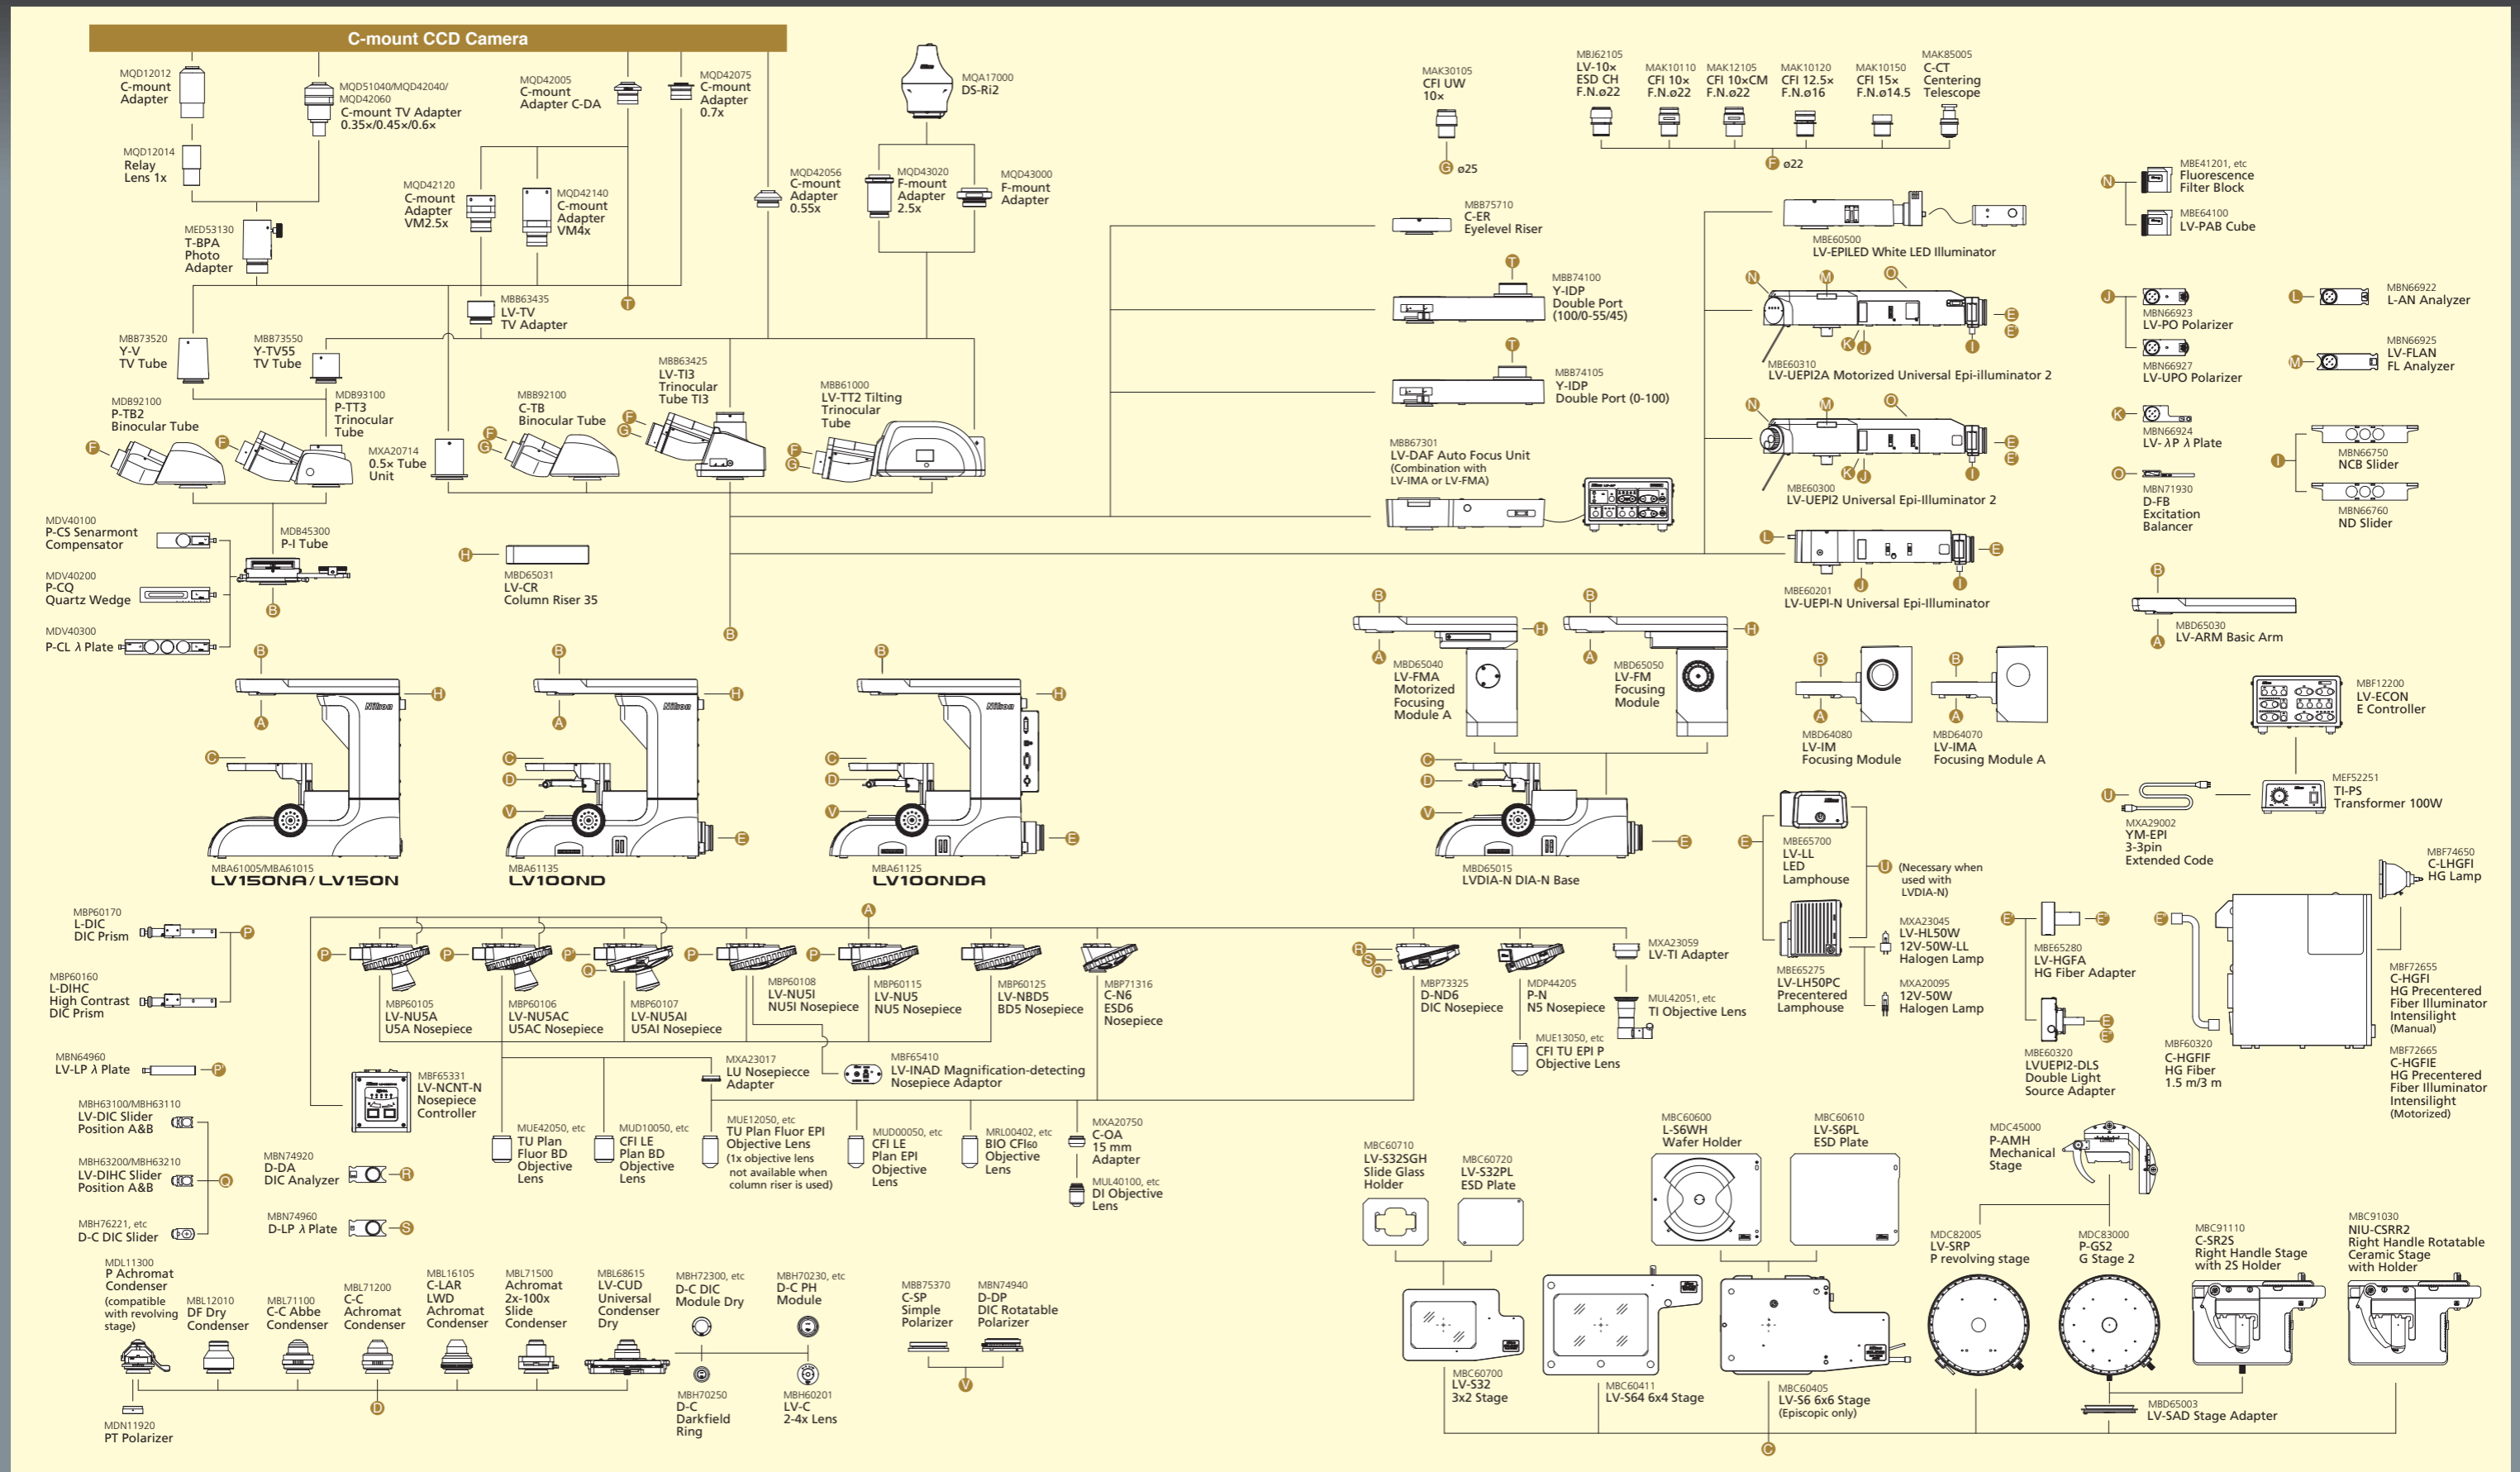 C-mount CCD Camera
MQD12012
C-mount
Adapter
MQD51040/MQD42040/
MQD42060
C-mount TV Adapter
0.35×/0.45×/0.6×
MQD42005
C-mount
Adapter C-DA
MQD42075
C-mount
Adapter
0.7x
MQA17000
DS-Ri2
MQD12014
Relay
Lens 1x
MQD42120
C-mount
Adapter
VM2.5x
MQD42140
C-mount
Adapter
VM4x
MQD42056
C-mount
Adapter
0.55x
MQD43020
F-mount
Adapter
2.5x
MQD43000
F-mount
Adapter
MED53130
T-BPA
Photo
Adapter
MBB63435
LV-TV
TV Adapter
T
MBB73520
Y-V
TV Tube
MBB73550
Y-TV55
TV Tube
MDB92100
P-TB2
Binocular Tube
F
MDB93100
P-TT3
Trinocular
Tube
F
MXA20714
0.5× Tube
Unit
MBB92100
C-TB
Binocular Tube
F
G
MBB63425
LV-TI3
Trinocular
Tube TI3
F
G
MBB61000
LV-TT2 Tilting
Trinocular
Tube
F
G
MDV40100
P-CS Senarmont
Compensator
MDB45300
P-I Tube
MDV40200
P-CQ
Quartz Wedge
B
MDV40300
P-CL λ Plate
H
MBD65031
LV-CR
Column Riser 35
B
MAK30105
CFI UW
10×
G ø25
MBJ62105
LV-10×
ESD CH
F.N.ø22
MAK10110
CFI 10×
F.N.ø22
MAK12105
CFI 10×CM
F.N.ø22
MAK10120
CFI 12.5×
F.N.ø16
MAK10150
CFI 15×
F.N.ø14.5
MAK85005
C-CT
Centering
Telescope
F ø22
MBB75710
C-ER
Eyelevel Riser
T
MBB74100
Y-IDP
Double Port
(100/0-55/45)
T
MBB74105
Y-IDP
Double Port (0-100)
MBB67301
LV-DAF Auto Focus Unit
(Combination with
LV-IMA or LV-FMA)
MBE60500
LV-EPILED White LED Illuminator
N
M
O
E
E'
K
J
I
MBE60310
LV-UEPI2A Motorized Universal Epi-illuminator 2
N
M
O
E
E'
K
J
I
MBE60300
LV-UEPI2 Universal Epi-Illuminator 2
L
E
J
I
MBE60201
LV-UEPI-N Universal Epi-Illuminator
N
MBE41201, etc
Fluorescence
Filter Block
MBE64100
LV-PAB Cube
J
MBN66923
LV-PO Polarizer
MBN66927
LV-UPO Polarizer
L
MBN66922
L-AN Analyzer
M
MBN66925
LV-FLAN
FL Analyzer
K
MBN66924
LV- λP λ Plate
O
MBN71930
D-FB
Excitation
Balancer
I
MBN66750
NCB Slider
MBN66760
ND Slider
B
MBD65030
A
LV-ARM Basic Arm
B
H
A
MBD65040
LV-FMA
Motorized
Focusing
Module A
B
H
A
MBD65050
LV-FM
Focusing
Module
B
A
MBD64080
LV-IM
Focusing Module
B
A
MBD64070
LV-IMA
Focusing Module A
MBF12200
LV-ECON
E Controller
MEF52251
TI-PS
Transformer 100W
U
MXA29002
YM-EPI
3-3pin
Extended Code
B
H
A
Nikon
C
MBA61005/MBA61015
LV150NA / LV150N
B
H
A
Nikon
C
D
V
E
MBA61135
LV100ND
B
H
Nikon
C
D
V
E
MBA61125
LV100NDA
C
D
V
E
MBD65015
LVDIA-N DIA-N Base
E
MBE65700
LV-LL
LED
Lamphouse
U (Necessary when
used with
LVDIA-N)
MBE65275
LV-LH50PC
Precentered
Lamphouse
MXA23045
LV-HL50W
12V-50W-LL
Halogen Lamp
MXA20095
12V-50W
Halogen Lamp
E'
E"
MBE65280
LV-HGFA
HG Fiber Adapter
E
E'
MBE60320
LVUEPI2-DLS
Double Light
Source Adapter
E"
MBF60320
C-HGFIF
HG Fiber
1.5 m/3 m
MBF74650
C-LHGFI
HG Lamp
MBF72655
C-HGFI
HG Precentered
Fiber Illuminator
Intensilight
(Manual)
MBF72665
C-HGFIE
HG Precentered
Fiber Illuminator
Intensilight
(Motorized)
MBP60170
L-DIC
DIC Prism
P
MBP60160
L-DIHC
High Contrast
DIC Prism
MBN64960
LV-LP λ Plate
P'
A
P
MBP60105
LV-NU5A
U5A Nosepiece
P
MBP60106
LV-NU5AC
U5AC Nosepiece
P
Q
MBP60107
LV-NU5AI
U5AI Nosepiece
P
MBP60108
LV-NU5I
NU5I Nosepiece
P
MBP60115
LV-NU5
NU5 Nosepiece
MBP60125
LV-NBD5
BD5 Nosepiece
MBP71316
C-N6
ESD6
Nosepiece
R
S
Q
MBP73325
D-ND6
DIC Nosepiece
MDP44205
P-N
N5 Nosepiece
MXA23059
LV-TI Adapter
MUL42051, etc
TI Objective Lens
MUE13050, etc
CFI TU EPI P
Objective Lens
MBF65331
LV-NCNT-N
Nosepiece
Controller
MXA23017
LU Nosepiecce
Adapter
MBF65410
LV-INAD Magnification-detecting
Nosepiece Adaptor
MBH63100/MBH63110
LV-DIC Slider
Position A&B
MBH63200/MBH63210
LV-DIHC Slider
Position A&B
Q
MBH76221, etc
D-C DIC Slider
MBN74920
D-DA
DIC Analyzer
R
MBN74960
D-LP λ Plate
S
MUE42050, etc
TU Plan
Fluor BD
Objective
Lens
MUD10050, etc
CFI LE
Plan BD
Objective
Lens
MUE12050, etc
TU Plan Fluor EPI
Objective Lens
(1x objective lens
not available when
column riser is used)
MUD00050, etc
CFI LE
Plan EPI
Objective
Lens
MRL00402, etc
BIO CFI60
Objective
Lens
MXA20750
C-OA
15 mm
Adapter
MUL40100, etc
DI Objective
Lens
MDL11300
P Achromat
Condenser
(compatible
with revolving
stage)
MBL12010
DF Dry
Condenser
MBL71100
C-C Abbe
Condenser
MBL71200
C-C
Achromat
Condenser
MBL16105
C-LAR
LWD
Achromat
Condenser
MBL71500
Achromat
2x-100x
Slide
Condenser
MBL68615
LV-CUD
Universal
Condenser
Dry
MBH72300, etc
D-C DIC
Module Dry
MBH70230, etc
D-C PH
Module
MBH70250
D-C
Darkfield
Ring
MBH60201
LV-C
2-4x Lens
MDN11920
PT Polarizer
D
MBB75370
C-SP
Simple
Polarizer
MBN74940
D-DP
DIC Rotatable
Polarizer
V
MBC60710
LV-S32SGH
Slide Glass
Holder
MBC60720
LV-S32PL
ESD Plate
MBC60600
L-S6WH
Wafer Holder
MBC60610
LV-S6PL
ESD Plate
MDC45000
P-AMH
Mechanical
Stage
MBC60700
LV-S32
3x2 Stage
MBC60411
LV-S64 6x4 Stage
MBC60405
LV-S6 6x6 Stage
(Episcopic only)
MDC82005
LV-SRP
P revolving stage
MDC83000
P-GS2
G Stage 2
MBC91110
C-SR2S
Right Handle Stage
with 2S Holder
MBC91030
NIU-CSRR2
Right Handle Rotatable
Ceramic Stage
with Holder
MBD65003
LV-SAD Stage Adapter
C